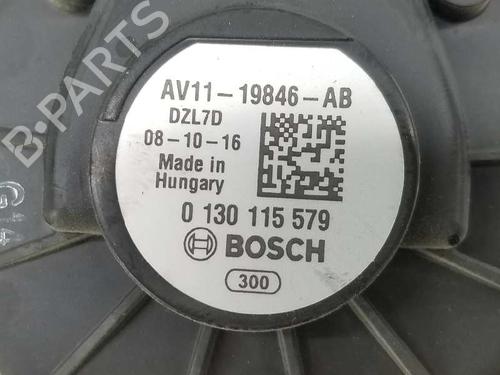 B-PARTS
AV11-19846-AB
DZL7D
08-10-16
Made in
Hungary
0 130 115 579
BOSCH
300